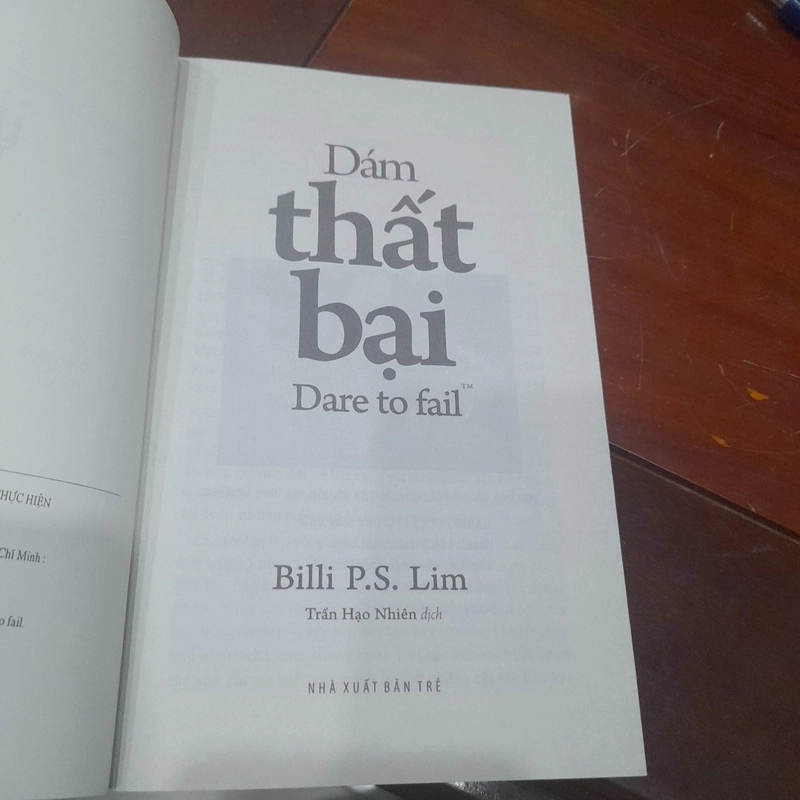 HỰC HIỆN
Chí Minh :
o fail.
Dám
thất
bại
Dare to fail™
Billi P.S. Lim
Trần Hạo Nhiên dịch
NHÀ XUẤT BẢN TRẺ